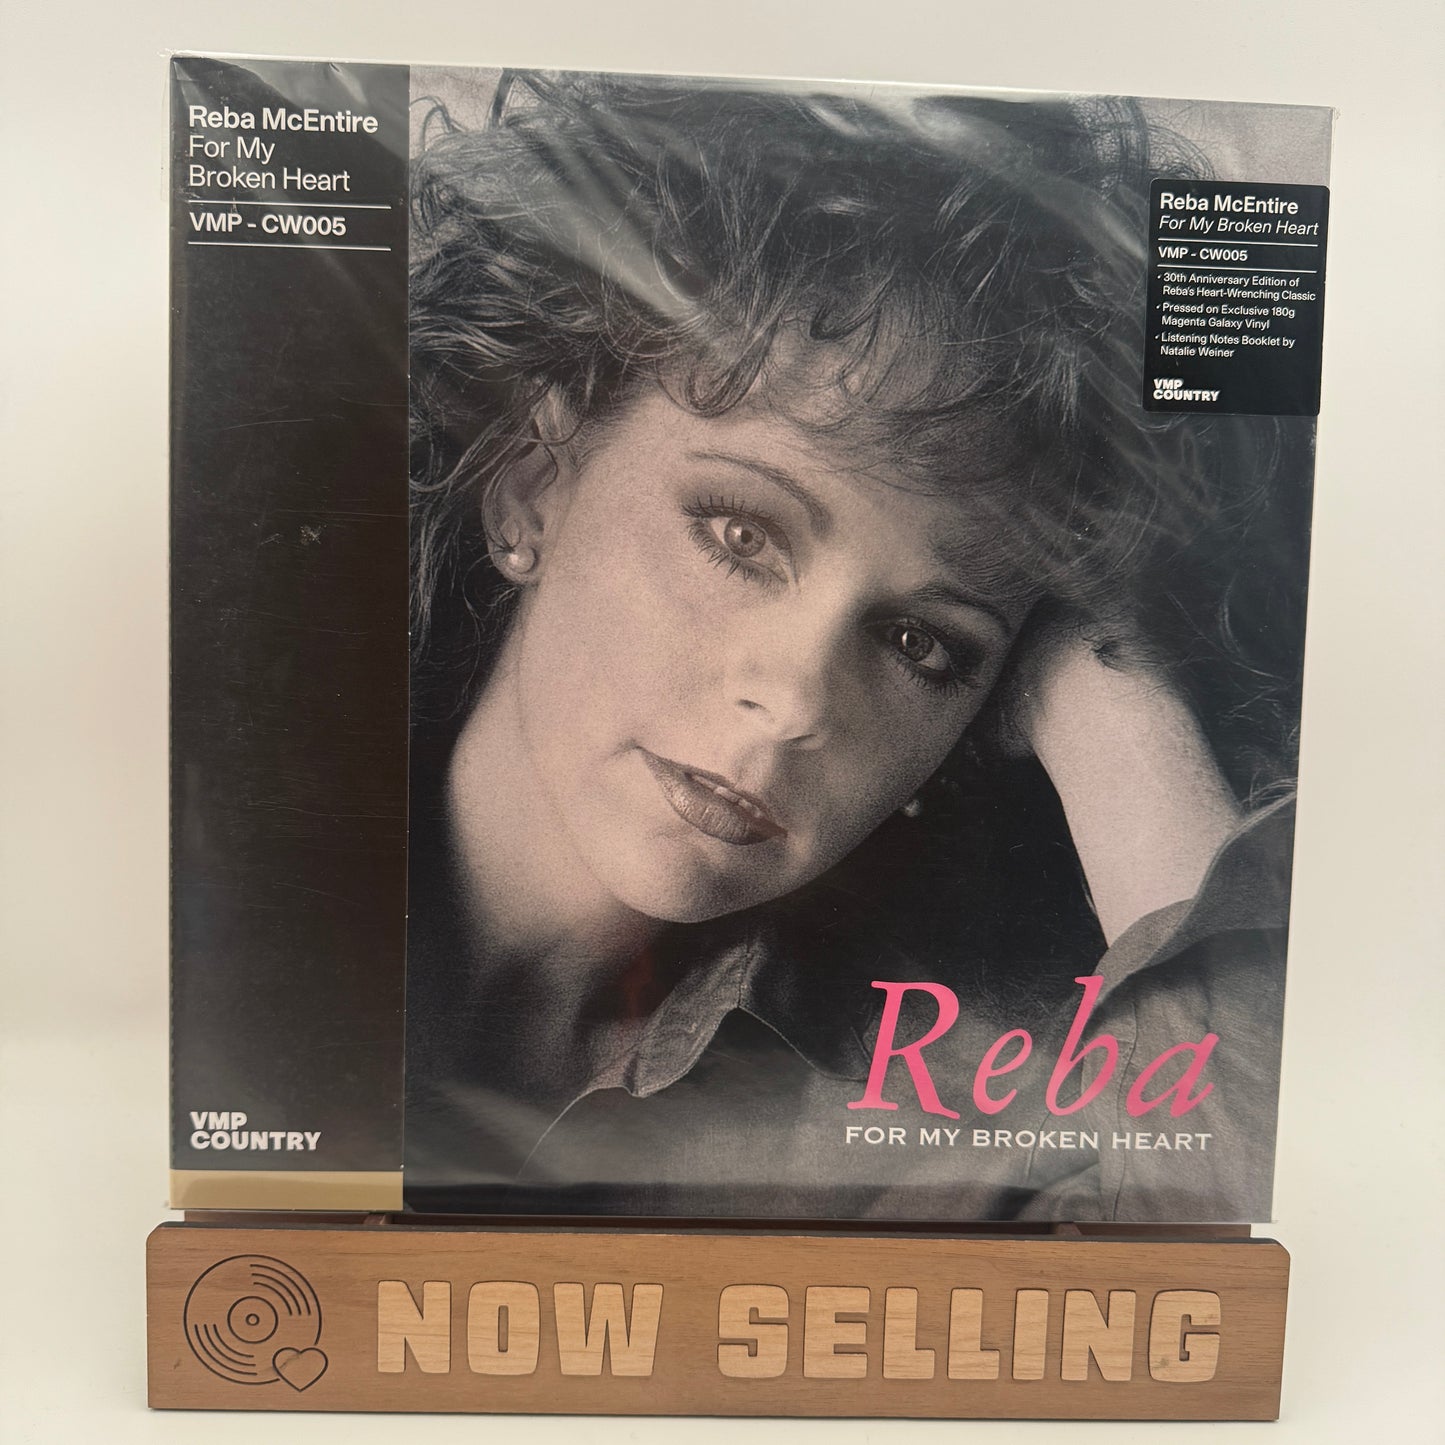 Reba McEntire
For My
Broken Heart
VMP - CW005
VMP
COUNTRY
Reba McEntire
For My Broken Heart
VMP - CW005
• 30th Anniversary Edition of
Reba's Heart-Wrenching Classic
• Pressed on Exclusive 180g
Magenta Galaxy Vinyl
• Listening Notes Booklet by
Natalie Weiner
VMP
COUNTRY
Reba
FOR MY BROKEN HEART
NOW SELLING